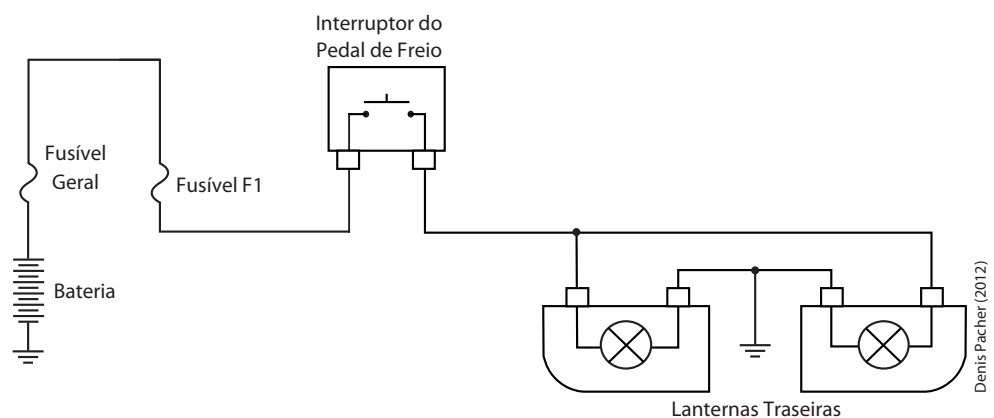 Interruptor do
Pedal de Freio
Fusível
Geral
Fusível F1
Bateria
Denis Pacher (2012)
Lanternas Traseiras